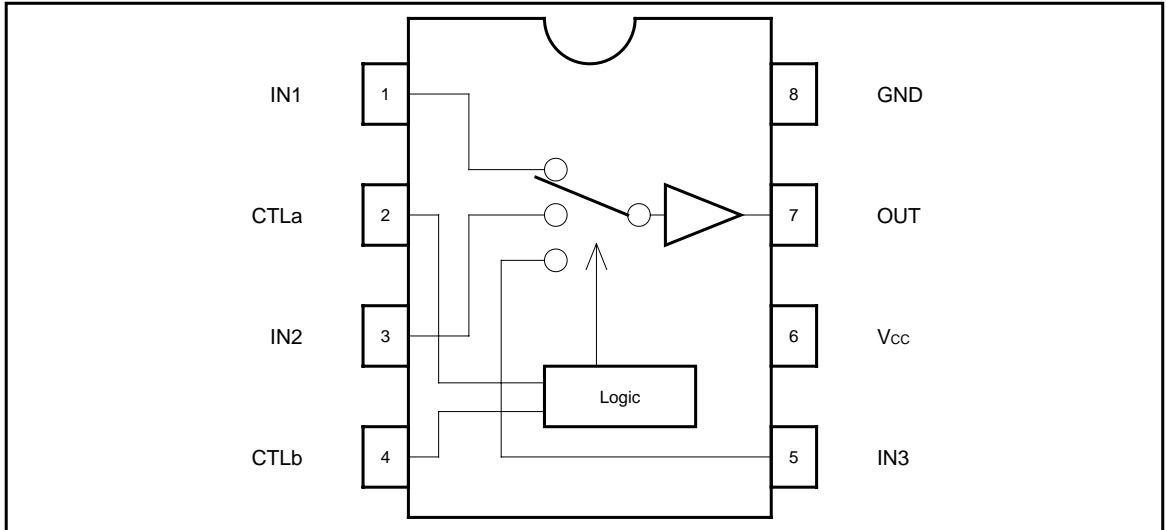 IN1 1 8 GND
CTLa 2 7 OUT
IN2 3 6 Vcc
Logic
CTLb 4 5 IN3